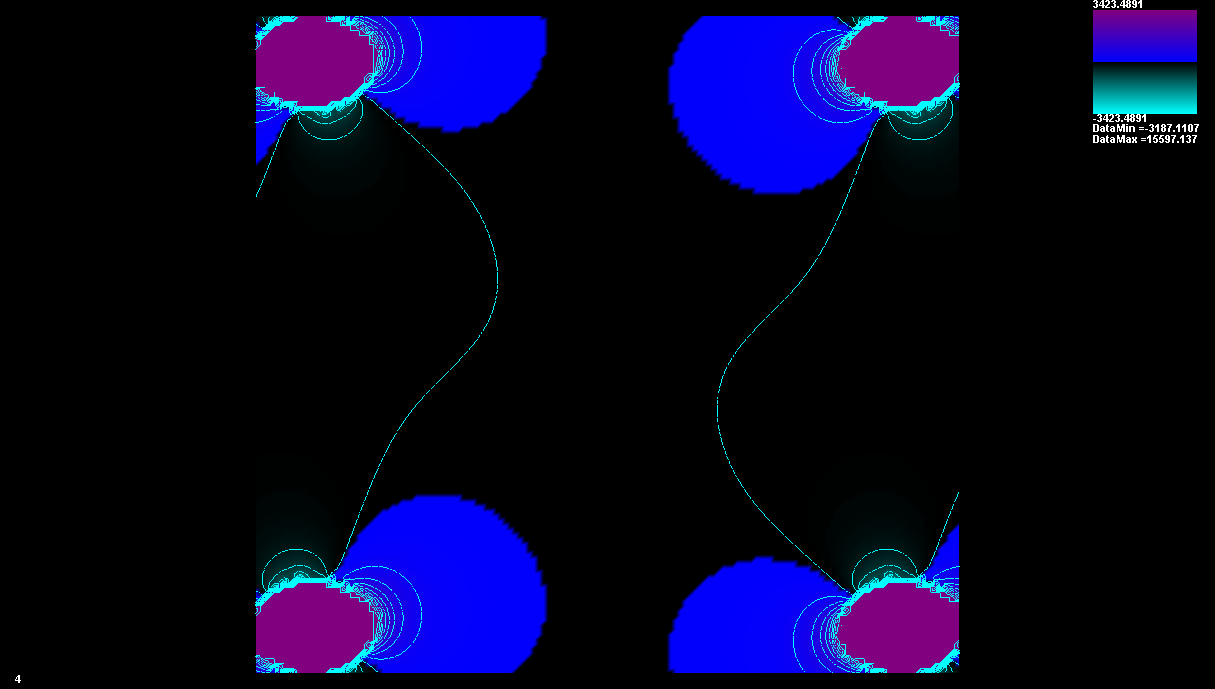 3423.4891
-3423.4891
DataMin =-3187.1107
DataMax =15597.137
4